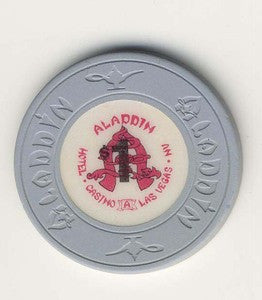 ALADDIN
ALADDIN
ALADDIN
$1
HOTEL · CASINO
A
LAS VEGAS · NV